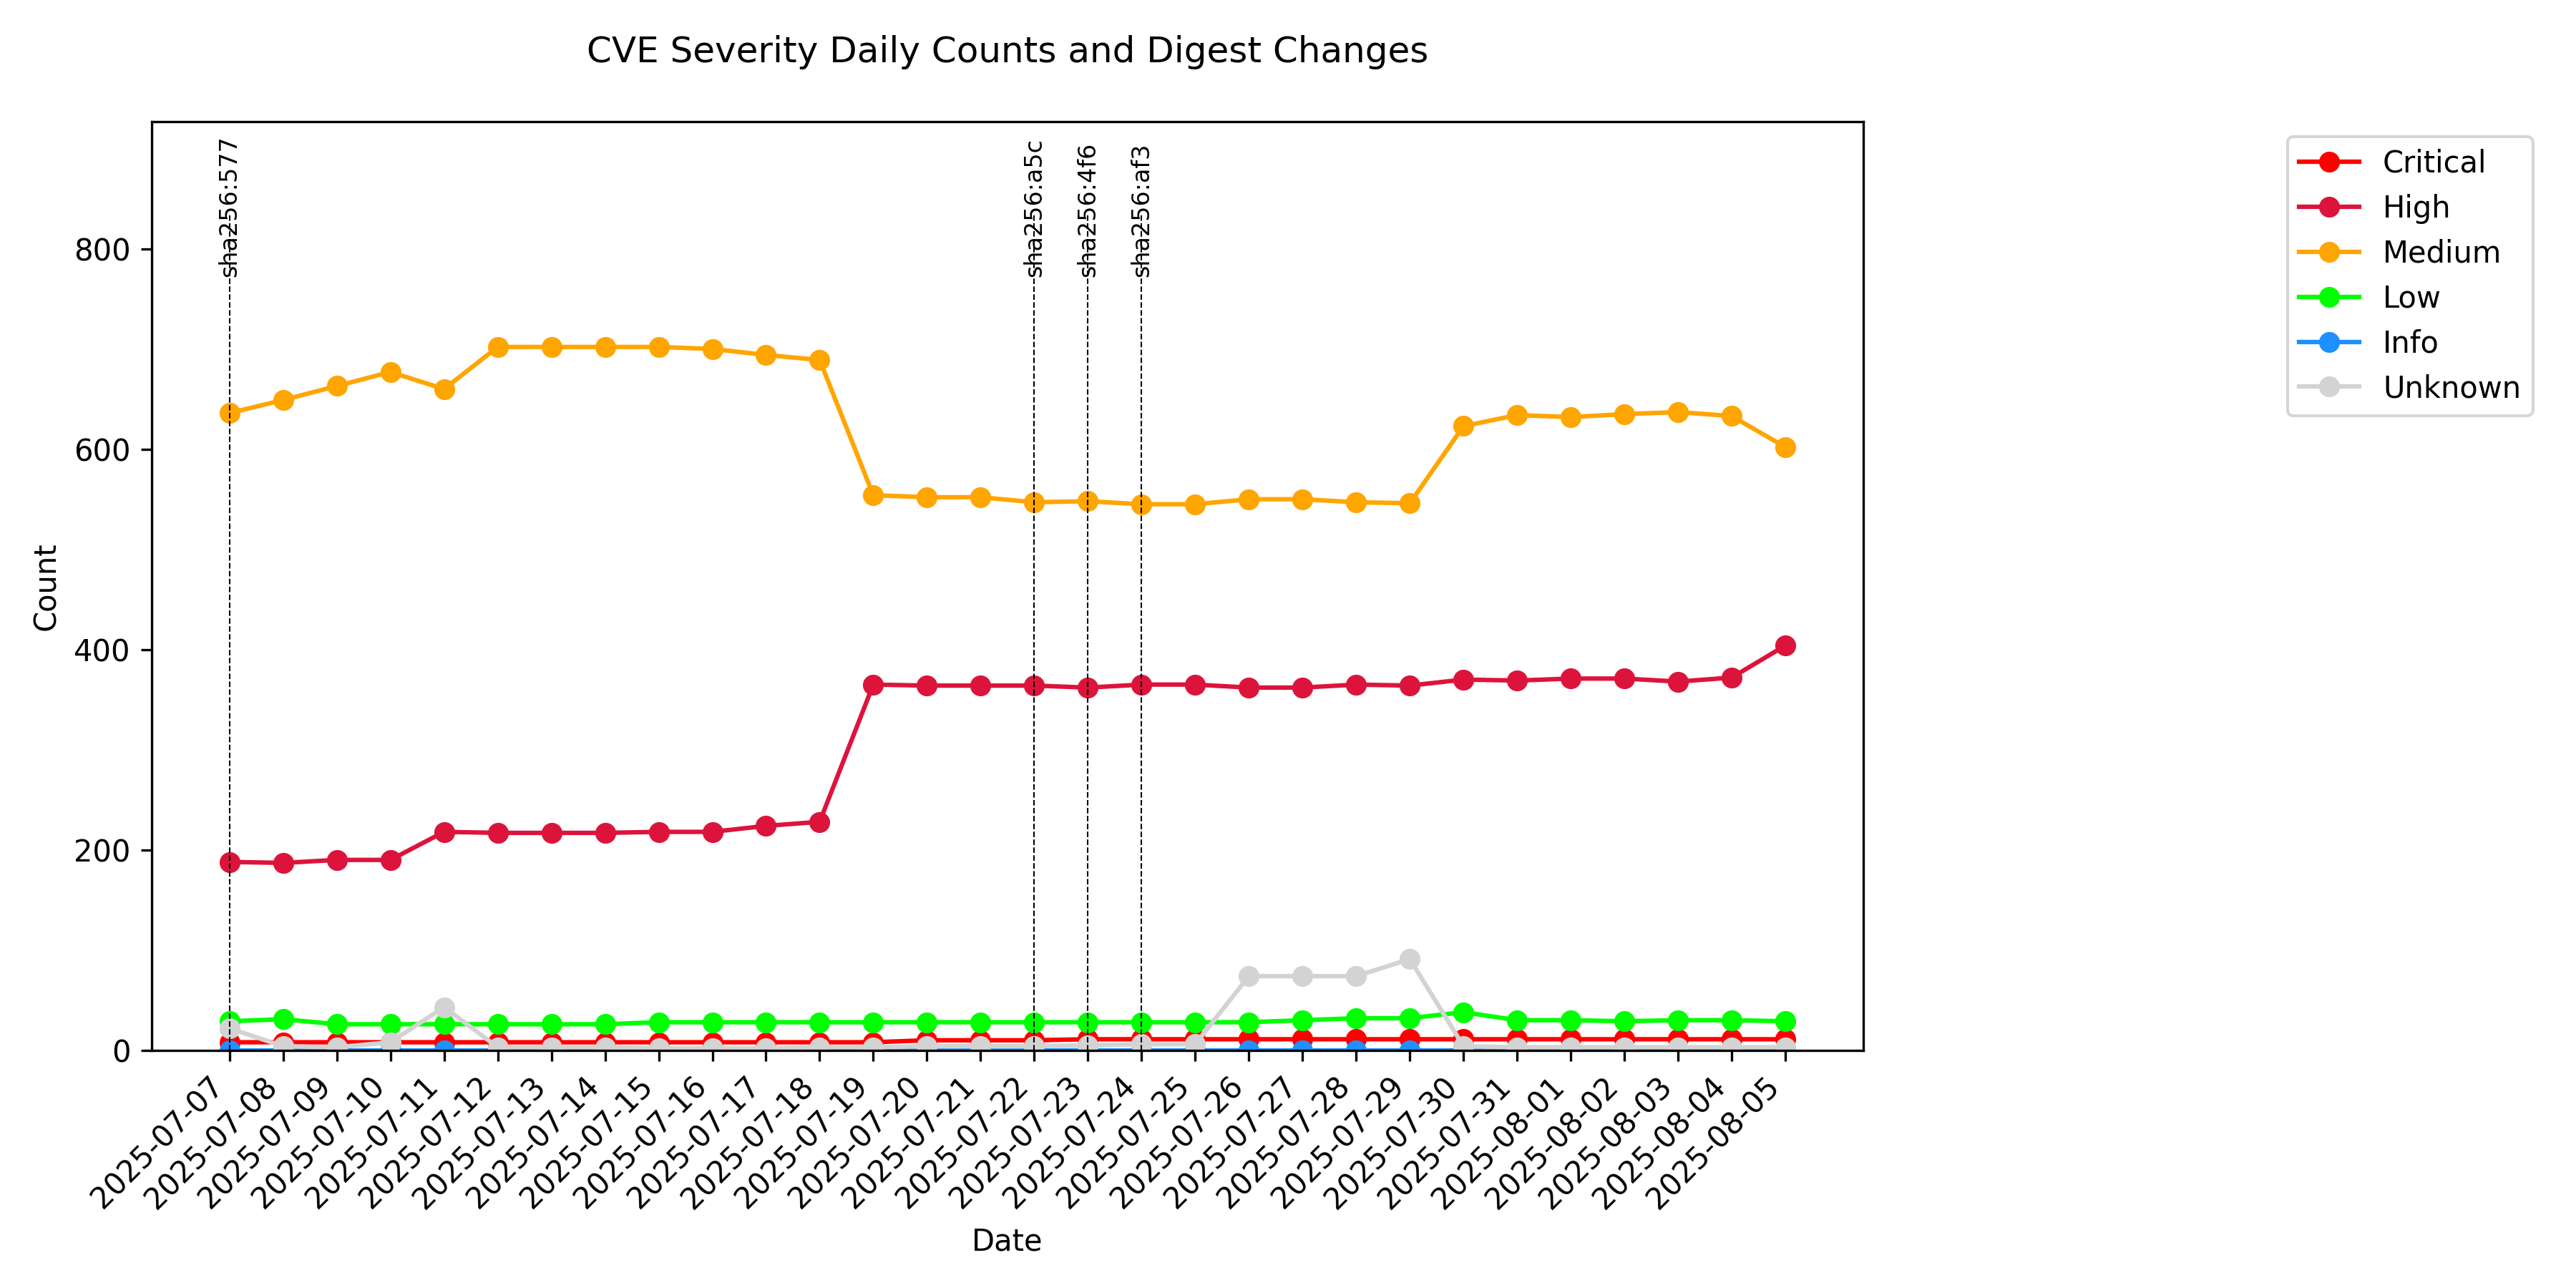 CVE Severity Daily Counts and Digest Changes
sha256:577
sha256:a5c
sha256:4f6
sha256:af3
Critical
High
Medium
Low
Info
Unknown
Count
800
600
400
200
0
2025-07-07
2025-07-08
2025-07-09
2025-07-10
2025-07-11
2025-07-12
2025-07-13
2025-07-14
2025-07-15
2025-07-16
2025-07-17
2025-07-18
2025-07-19
2025-07-20
2025-07-21
2025-07-22
2025-07-23
2025-07-24
2025-07-25
2025-07-26
2025-07-27
2025-07-28
2025-07-29
2025-07-30
2025-07-31
2025-08-01
2025-08-02
2025-08-03
2025-08-04
2025-08-05
Date